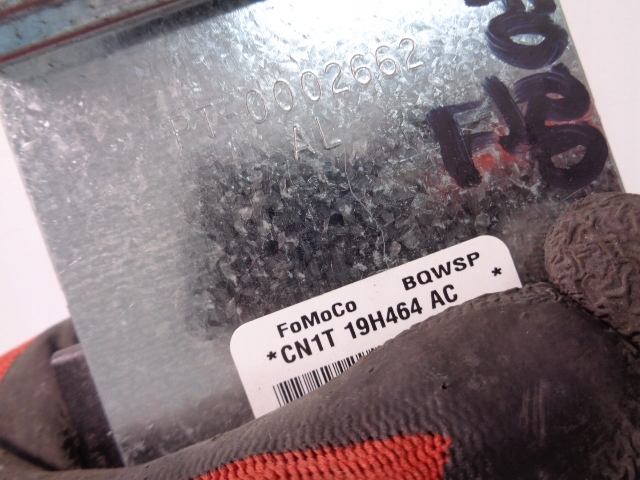 PT-0002662
AL
FoMoCo BQWSP
*CN1T 19H464 AC *